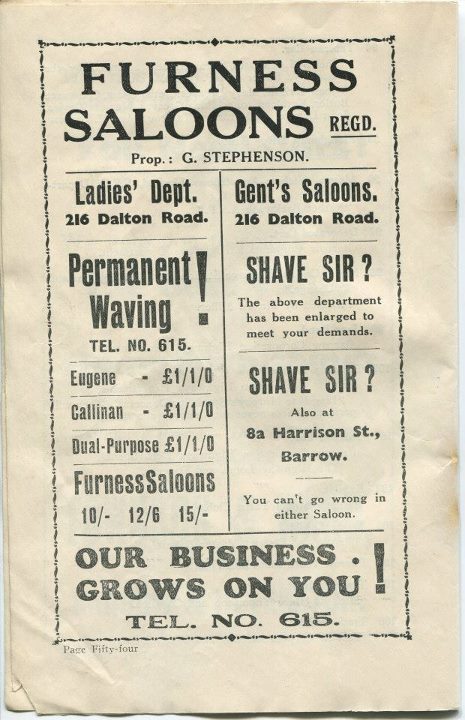 FURNESS
SALOONS REGD.
Prop.: G. STEPHENSON.
Ladies' Dept.
216 Dalton Road.
Permanent
Waving !
TEL. NO. 615.
Eugene - £1/1/0
Callinan - £1/1/0
Dual-Purpose £1/1/0
Furness Saloons
10/- 12/6 15/-
Gent's Saloons.
216 Dalton Road.
SHAVE SIR ?
The above department
has been enlarged to
meet your demands.
SHAVE SIR ?
Also at
8a Harrison St.,
Barrow.
You can't go wrong in
either Saloon.
OUR BUSINESS .
GROWS ON YOU !
TEL. NO. 615.
Page Fifty-four